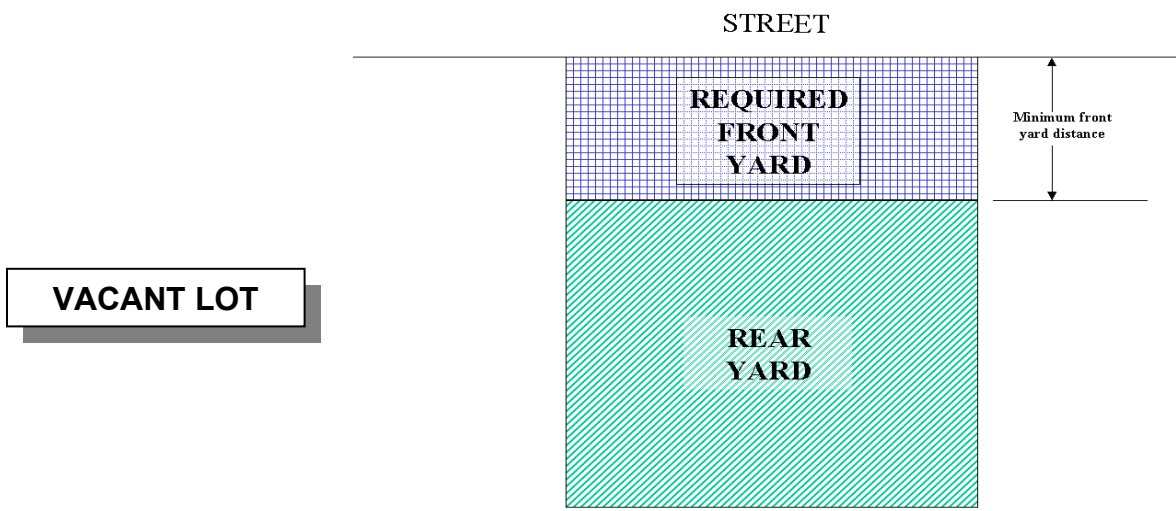 STREET
REQUIRED
FRONT
YARD
Minimum front
yard distance
VACANT LOT
REAR
YARD